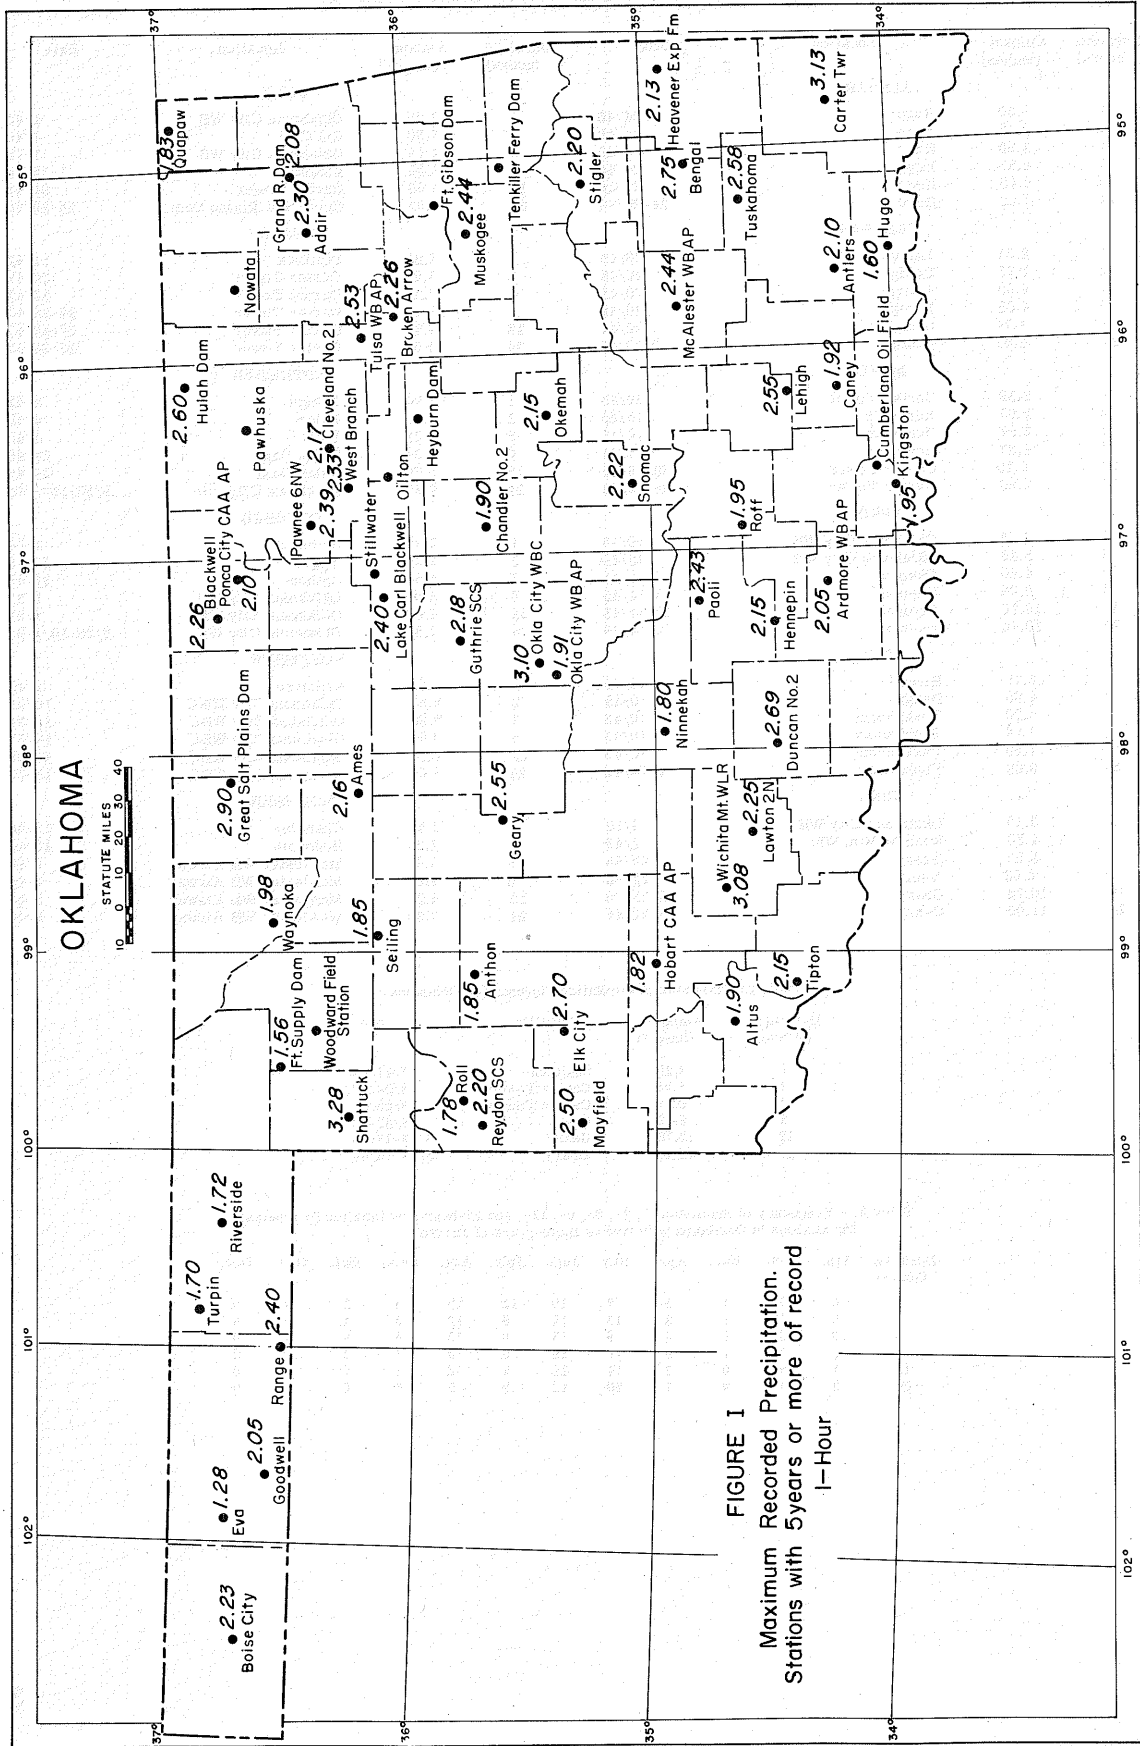 OKLAHOMA
STATUTE MILES
10 0 10 20 30 40
102° 101° 100° 99° 98° 97° 96° 95°
37° 37°
36° 36°
35° 35°
34° 34°
102° 101° 100° 99° 98° 97° 96° 95°
2.23
Boise City
1.28
Eva
2.05
Goodwell
Range 2.40
1.70
Turpin
1.72
Riverside
3.28
Shattuck
1.56
Ft. Supply Dam
Woodward Field
Station
1.98
Waynoka
1.85
Seiling
2.90
Great Salt Plains Dam
2.16
Ames
2.26
Blackwell
Ponca City CAA AP
2.10
Pawnee 6NW
2.39
2.33
West Branch
2.17
Cleveland No.2
Pawhuska
2.60
Hulah Dam
Nowata
1.83
Quapaw
Grand R. Dam
2.08
2.30
Adair
2.53
Tulsa WB AP
2.26
Broken Arrow
Stillwater
2.40
Lake Carl Blackwell
Oilton
Heyburn Dam
Ft. Gibson Dam
2.44
Muskogee
Tenkiller Ferry Dam
1.78
Roll
2.20
Reydon SCS
1.85
Anthon
2.55
Geary
2.18
Guthrie SCS
1.90
Chandler No.2
3.10
Okla City WBC
1.91
Okla City WB AP
2.15
Okemah
2.20
Stigler
2.50
Mayfield
2.70
Elk City
1.82
Hobart CAA AP
1.80
Ninnekah
2.22
Snomac
2.44
McAlester WB AP
2.13
Heavener Exp Fm
2.75
Bengal
2.58
Tuskahoma
1.90
Altus
2.15
Tipton
Wichita Mt. WLR
3.08
2.25
Lawton 2N
2.69
Duncan No.2
2.43
Paoli
2.15
Hennepin
1.95
Roff
2.05
Ardmore WB AP
2.55
Lehigh
1.92
Caney
2.10
Antlers
1.60
Hugo
3.13
Carter Twr
Cumberland Oil Field
Kingston
1.95
FIGURE I
Maximum Recorded Precipitation.
Stations with 5years or more of record
1-Hour